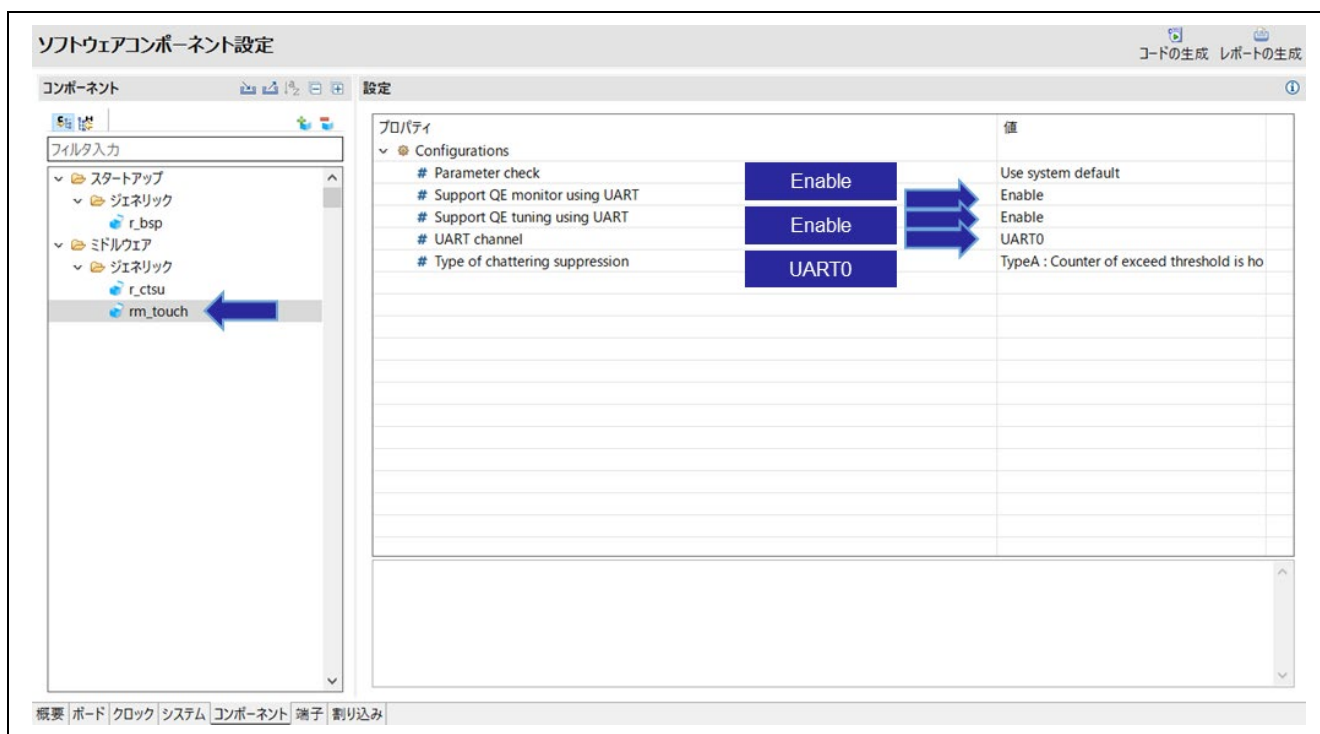 ソフトウェアコンポーネント設定
コードの生成 レポートの生成
コンポーネント
設定
フィルタ入力
スタートアップ
ジェネリック
r_bsp
ミドルウェア
ジェネリック
r_ctsu
rm_touch
プロパティ 値
Configurations
# Parameter check Use system default
# Support QE monitor using UART Enable
# Support QE tuning using UART Enable
# UART channel UART0
# Type of chattering suppression TypeA : Counter of exceed threshold is ho
Enable
Enable
UART0
概要 ボード クロック システム コンポーネント 端子 割り込み